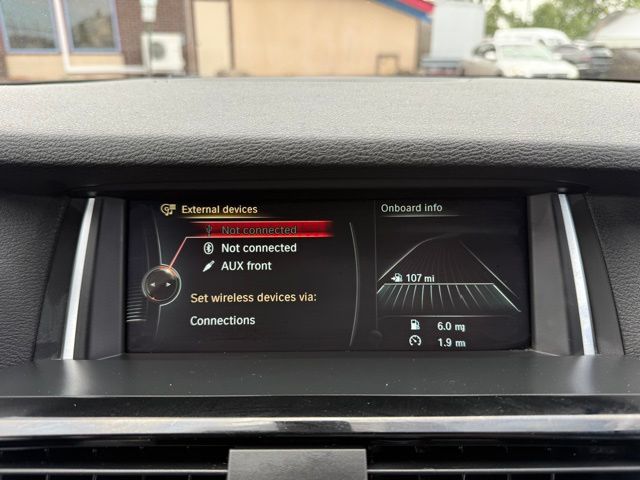 External devices
Not connected
Not connected
AUX front
Set wireless devices via:
Connections
Onboard info
107 mi
6.0 mg
1.9 m